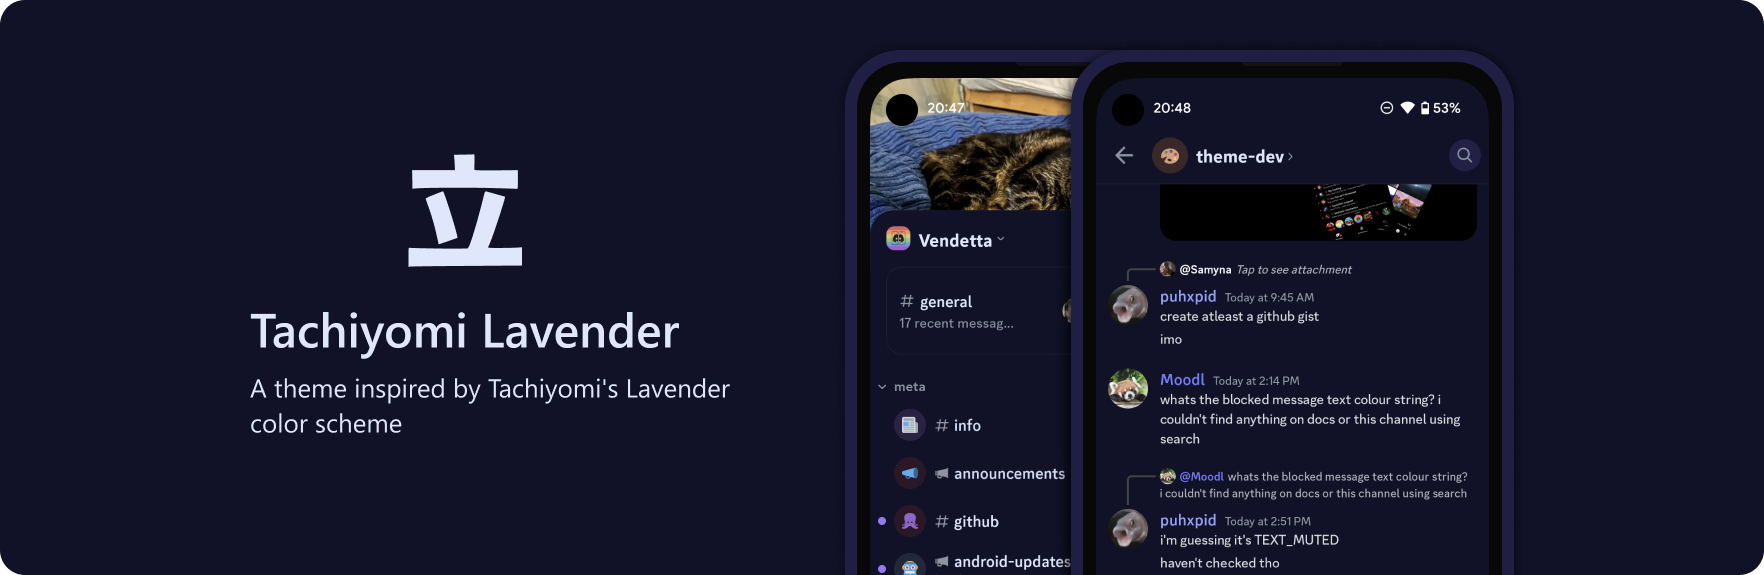 立
Tachiyomi Lavender
A theme inspired by Tachiyomi's Lavender
color scheme
20:47
Vendetta
# general
17 recent messag...
meta
# info
announcements
# github
android-updates
20:48
53%
theme-dev
@Samyna Tap to see attachment
puhxpid Today at 9:45 AM
create atleast a github gist
imo
Moodl Today at 2:14 PM
whats the blocked message text colour string? i
couldn't find anything on docs or this channel using
search
@Moodl whats the blocked message text colour string?
i couldn't find anything on docs or this channel using search
puhxpid Today at 2:51 PM
i'm guessing it's TEXT_MUTED
haven't checked tho